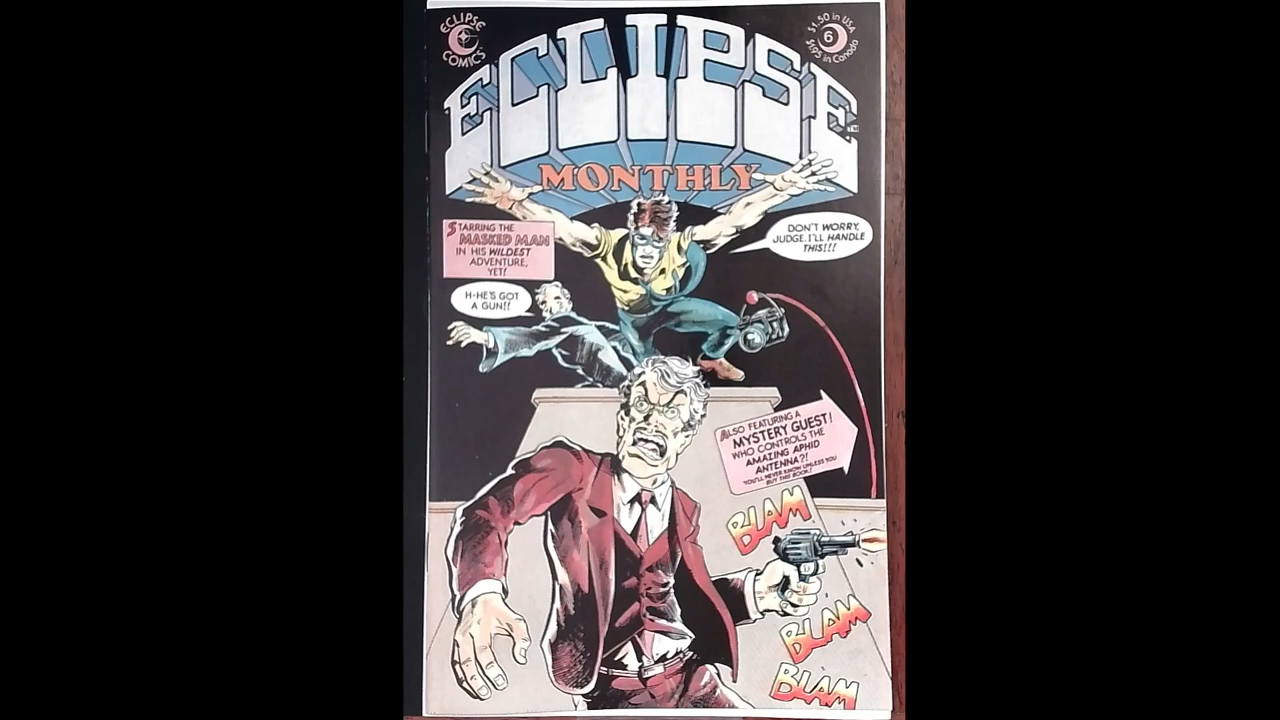 ECLIPSE
COMICS
$1.50 in USA
6
$1.95 in Canada
ECLIPSE
TM
MONTHLY
STARRING THE
MASKED MAN
IN HIS WILDEST
ADVENTURE,
YET!
DON'T WORRY,
JUDGE. I'LL HANDLE
THIS!!!
H-HE'S GOT
A GUN!!
ALSO FEATURING A
MYSTERY GUEST!
WHO CONTROLS THE
AMAZING APHID
ANTENNA?!
YOU'LL NEVER KNOW UNLESS YOU
BUY THIS BOOK!
BLAM
BLAM
BLAM